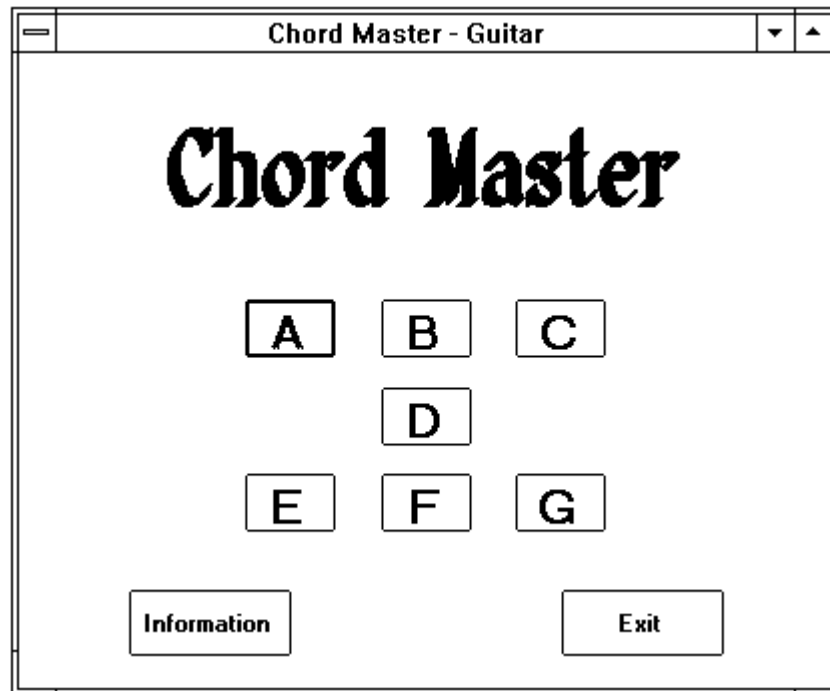 Chord Master - Guitar
Chord Master
A B C
D
E F G
Information Exit